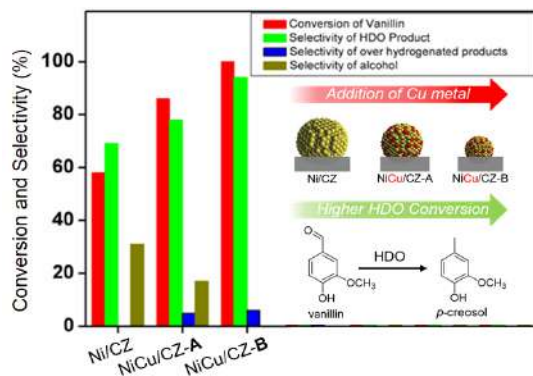 Conversion of Vanillin
Selectivity of HDO Product
Selectivity of over hydrogenated products
Selectivity of alcohol
Conversion and Selectivity (%)
100
80
60
40
20
0
Ni/CZ
NiCu/CZ-A
NiCu/CZ-B
Addition of Cu metal
Ni/CZ
NiCu/CZ-A
NiCu/CZ-B
Higher HDO Conversion
O
OCH3
OH
vanillin
HDO
OCH3
OH
p-creosol